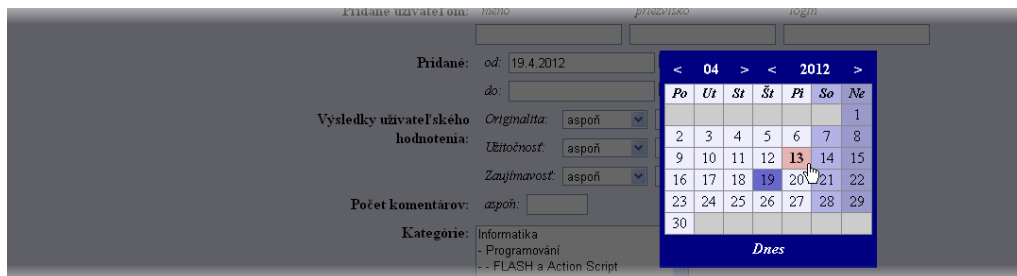 Pridané užívateľom: meno priezvisko login
Pridané: od: 19.4.2012
do:
Výsledky užívateľského hodnotenia:
Originalita: aspoň
Užitočnosť: aspoň
Zaujímavosť: aspoň
Počet komentárov: aspoň:
Kategórie: Informatika
- Programování
- - FLASH a Action Script
< 04 > < 2012 >
Po Ut St Št Pi So Ne
1
2 3 4 5 6 7 8
9 10 11 12 13 14 15
16 17 18 19 20 21 22
23 24 25 26 27 28 29
30
Dnes